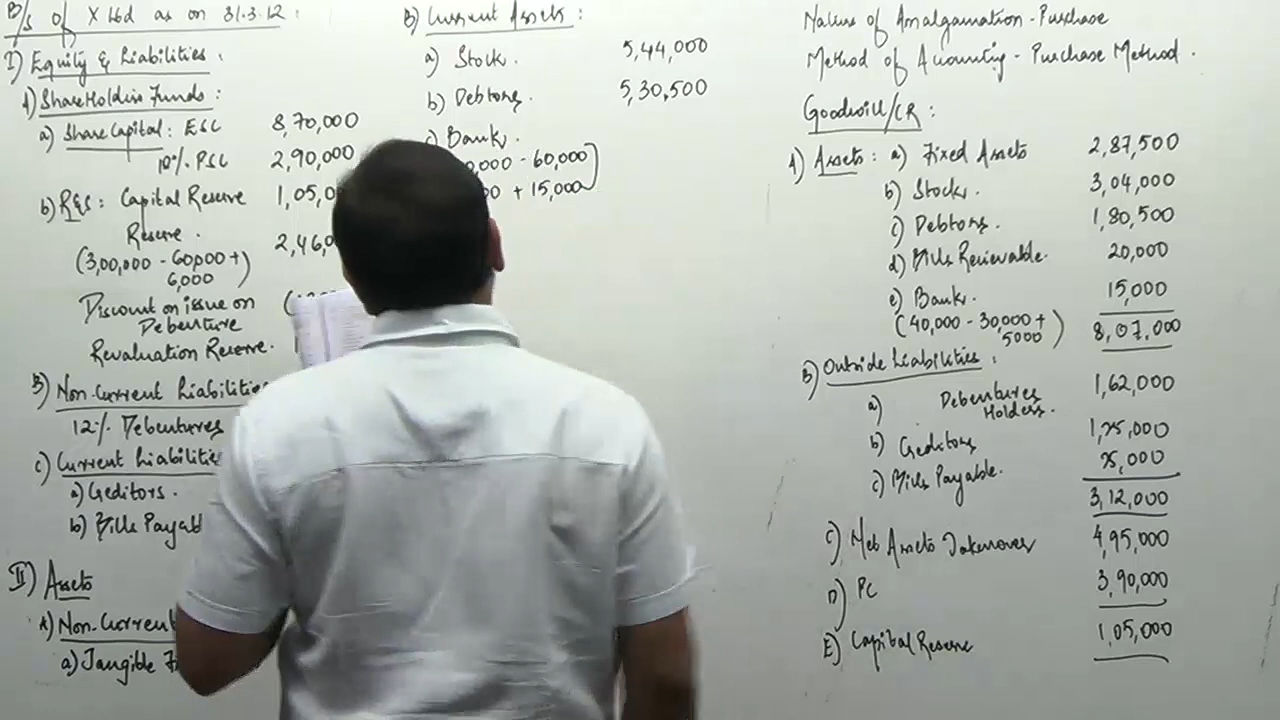 B/S of X Ltd as on 31.3.12 :
I) Equity & Liabilities :
A) ShareHolders Funds :
a) Share Capital : ESC 8,70,000
10% PSC 2,90,000
b) R&S : Capital Reserve 1,05,0
Reserve . 2,46,0
(3,00,000 - 60,000 +
6,000)
Discount on issue on
Debenture
Revaluation Reserve .
B) Non-Current Liabilities
12% Debentures
C) Current Liabilities
a) Creditors .
b) Bills Payabl
II) Assets
A) Non-Current
a) Tangible
B) Current Assets :
a) Stock . 5,44,000
b) Debtors . 5,30,500
Bank .
0,000 - 60,000
00 + 15,000)
Nature of Amalgamation - Purchase
Method of Acounting - Purchase Method .
Goodwill/CR :
A) Assets : a) Fixed Assets 2,87,500
b) Stock . 3,04,000
c) Debtors . 1,80,500
d) Bills Recievable 20,000
e) Bank . 15,000
(40,000 - 30,000 +
5000) 8,07,000
B) Outside Liabilities :
a) Debentures 1,62,000
Holders .
b) Creditors 1,25,000
c) Bills Payable . 25,000
3,12,000
C) Net Assets Takenover 4,95,000
D) PC 3,90,000
E) Capital Reserve 1,05,000